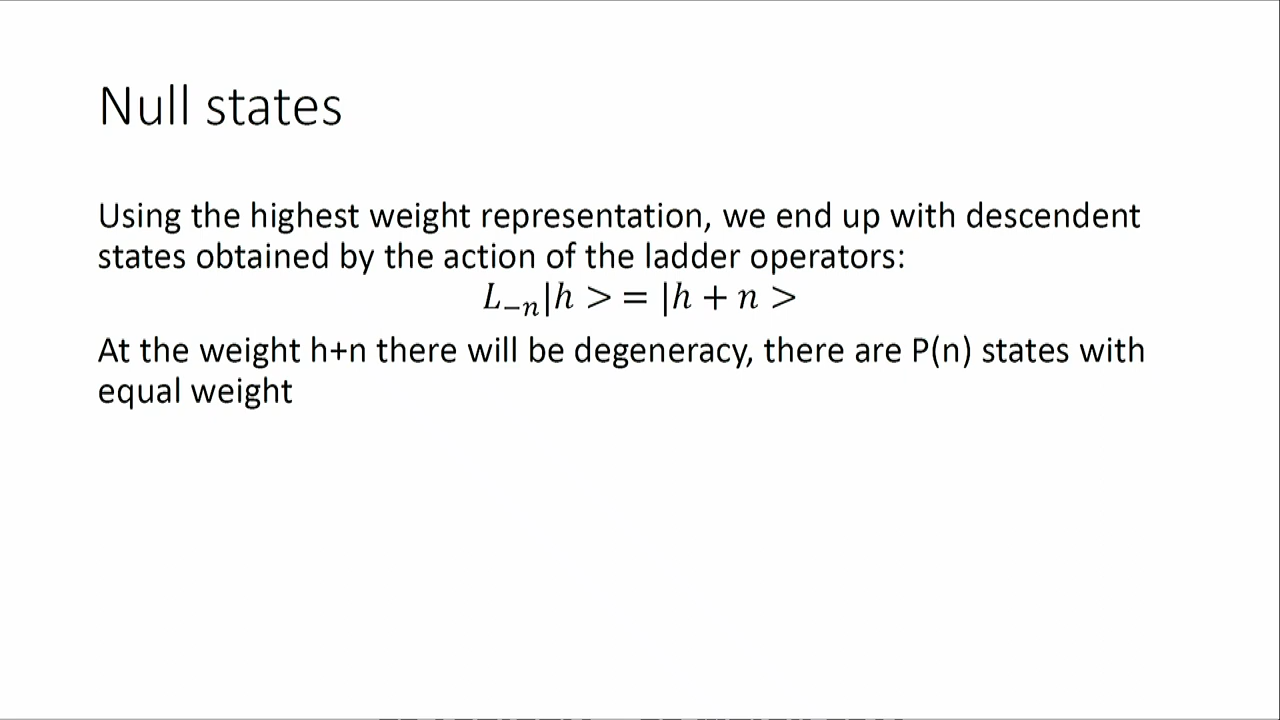 Null states
Using the highest weight representation, we end up with descendent
states obtained by the action of the ladder operators:
L₋ₙ|h > = |h + n >
At the weight h+n there will be degeneracy, there are P(n) states with
equal weight